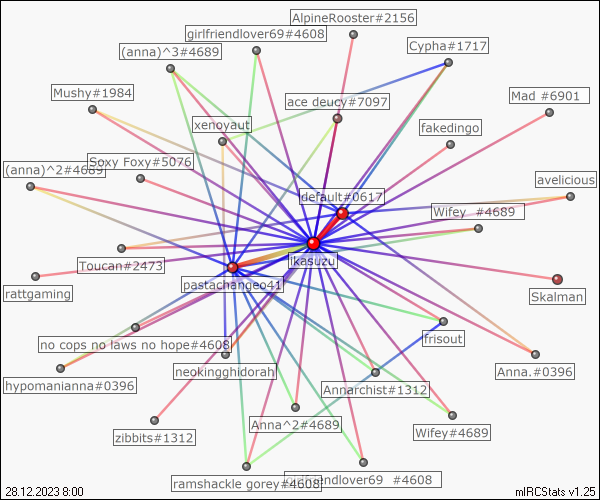 AlpineRooster#2156
girlfriendlover69#4608
(anna)^3#4689
Cypha#1717
Mushy#1984
ace deucy#7097
Mad #6901
xenoyaut
fakedingo
Soxy Foxy#5076
(anna)^2#4689
avelicious
default#0617
Wifey #4689
ikasuzu
Toucan#2473
pastachangeo41
rattgaming
Skalman
no cops no laws no hope#4608
frisout
neokingghidorah
Anna.#0396
hypomanianna#0396
Annarchist#1312
Anna^2#4689
Wifey#4689
zibbits#1312
ramshackle gorey#4608
girlfriendlover69 #4608
28.12.2023 8:00
mIRCStats v1.25